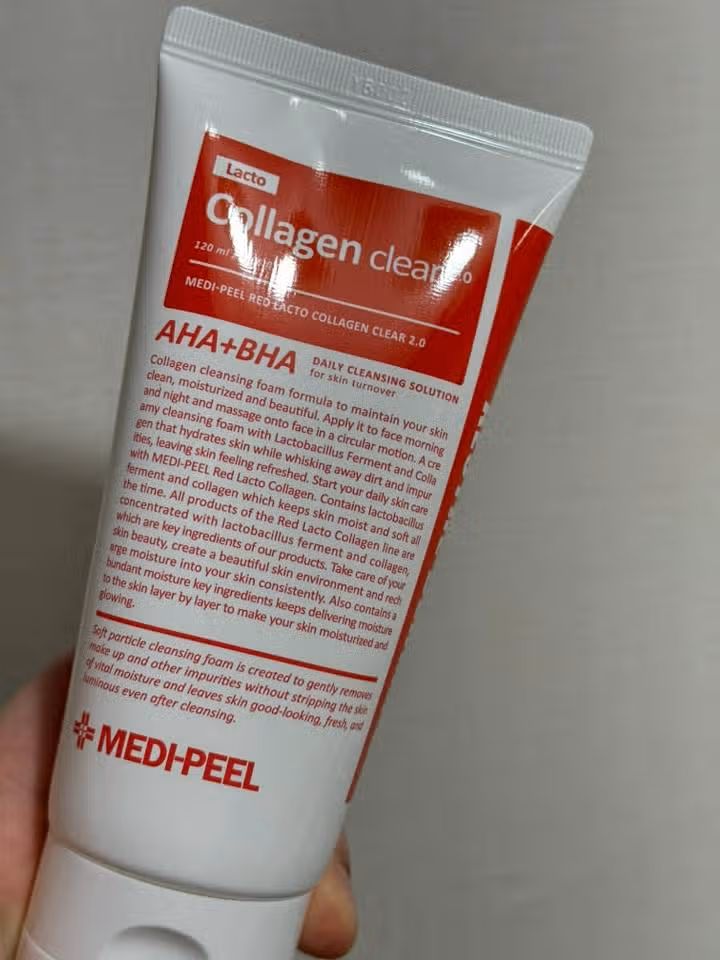 Lacto
Collagen clear 2.0
120 ml
MEDI-PEEL RED LACTO COLLAGEN CLEAR 2.0
AHA+BHA
DAILY CLEANSING SOLUTION
for skin turnover
Collagen cleansing foam formula to maintain your skin
clean, moisturized and beautiful. Apply it to face morning
and night and massage onto face in a circular motion. A cre
amy cleansing foam with Lactobacillus Ferment and Colla
gen that hydrates skin while whisking away dirt and impur
ities, leaving skin feeling refreshed. Start your daily skin care
with MEDI-PEEL Red Lacto Collagen. Contains lactobacillus
ferment and collagen which keeps skin moist and soft all
the time. All products of the Red Lacto Collagen line are
concentrated with lactobacillus ferment and collagen,
which are key ingredients of our products. Take care of your
skin beauty, create a beautiful skin environment and rech
arge moisture into your skin consistently. Also contains a
bundant moisture key ingredients keeps delivering moisture
to the skin layer by layer to make your skin moisturized and
glowing.
Soft particle cleansing foam is created to gently removes
make up and other impurities without stripping the skin
of vital moisture and leaves skin good-looking, fresh, and
luminous even after cleansing.
MEDI-PEEL